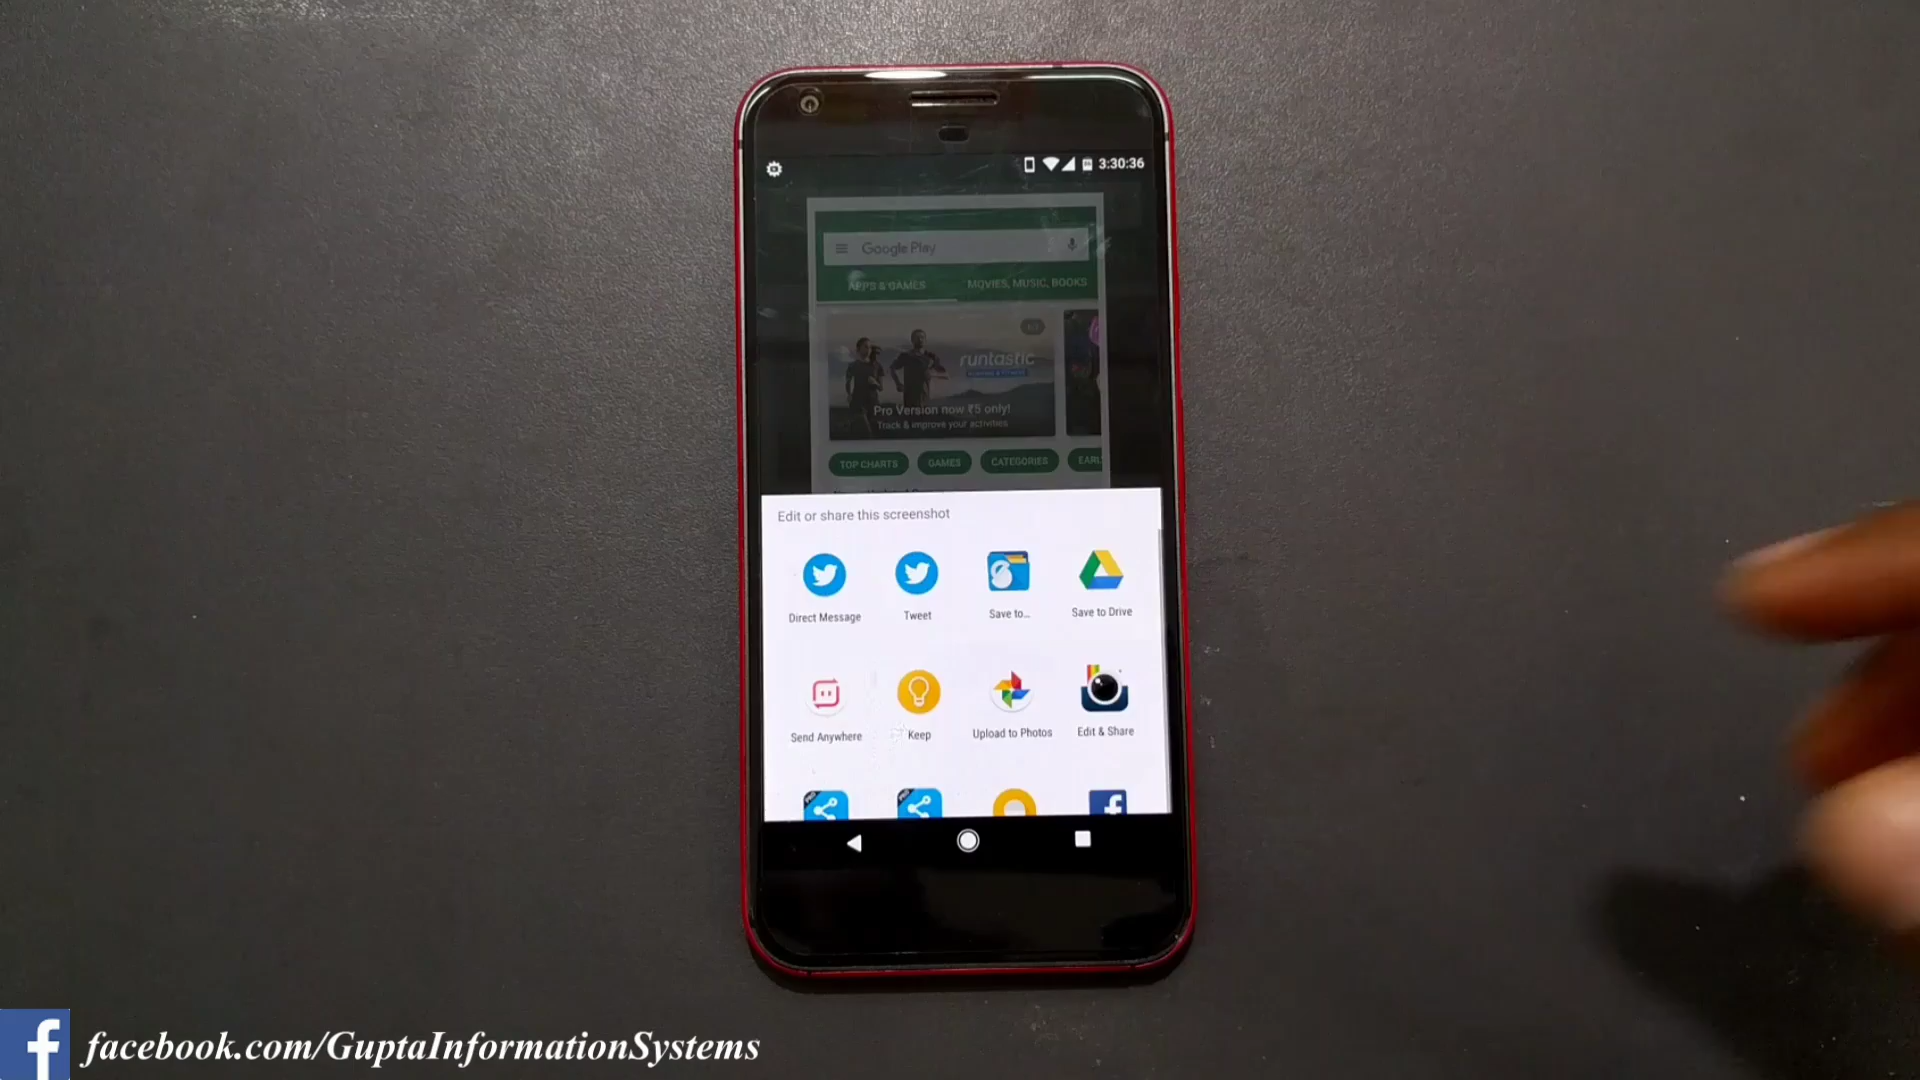 3:30:36
Google Play
APPS & GAMES
MOVIES, MUSIC, BOOKS
runtastic
Pro Version now ₹5 only!
Track & improve your activities
TOP CHARTS
GAMES
CATEGORIES
EARL
Edit or share this screenshot
Direct Message
Tweet
Save to...
Save to Drive
Send Anywhere
Keep
Upload to Photos
Edit & Share
facebook.com/GuptaInformationSystems